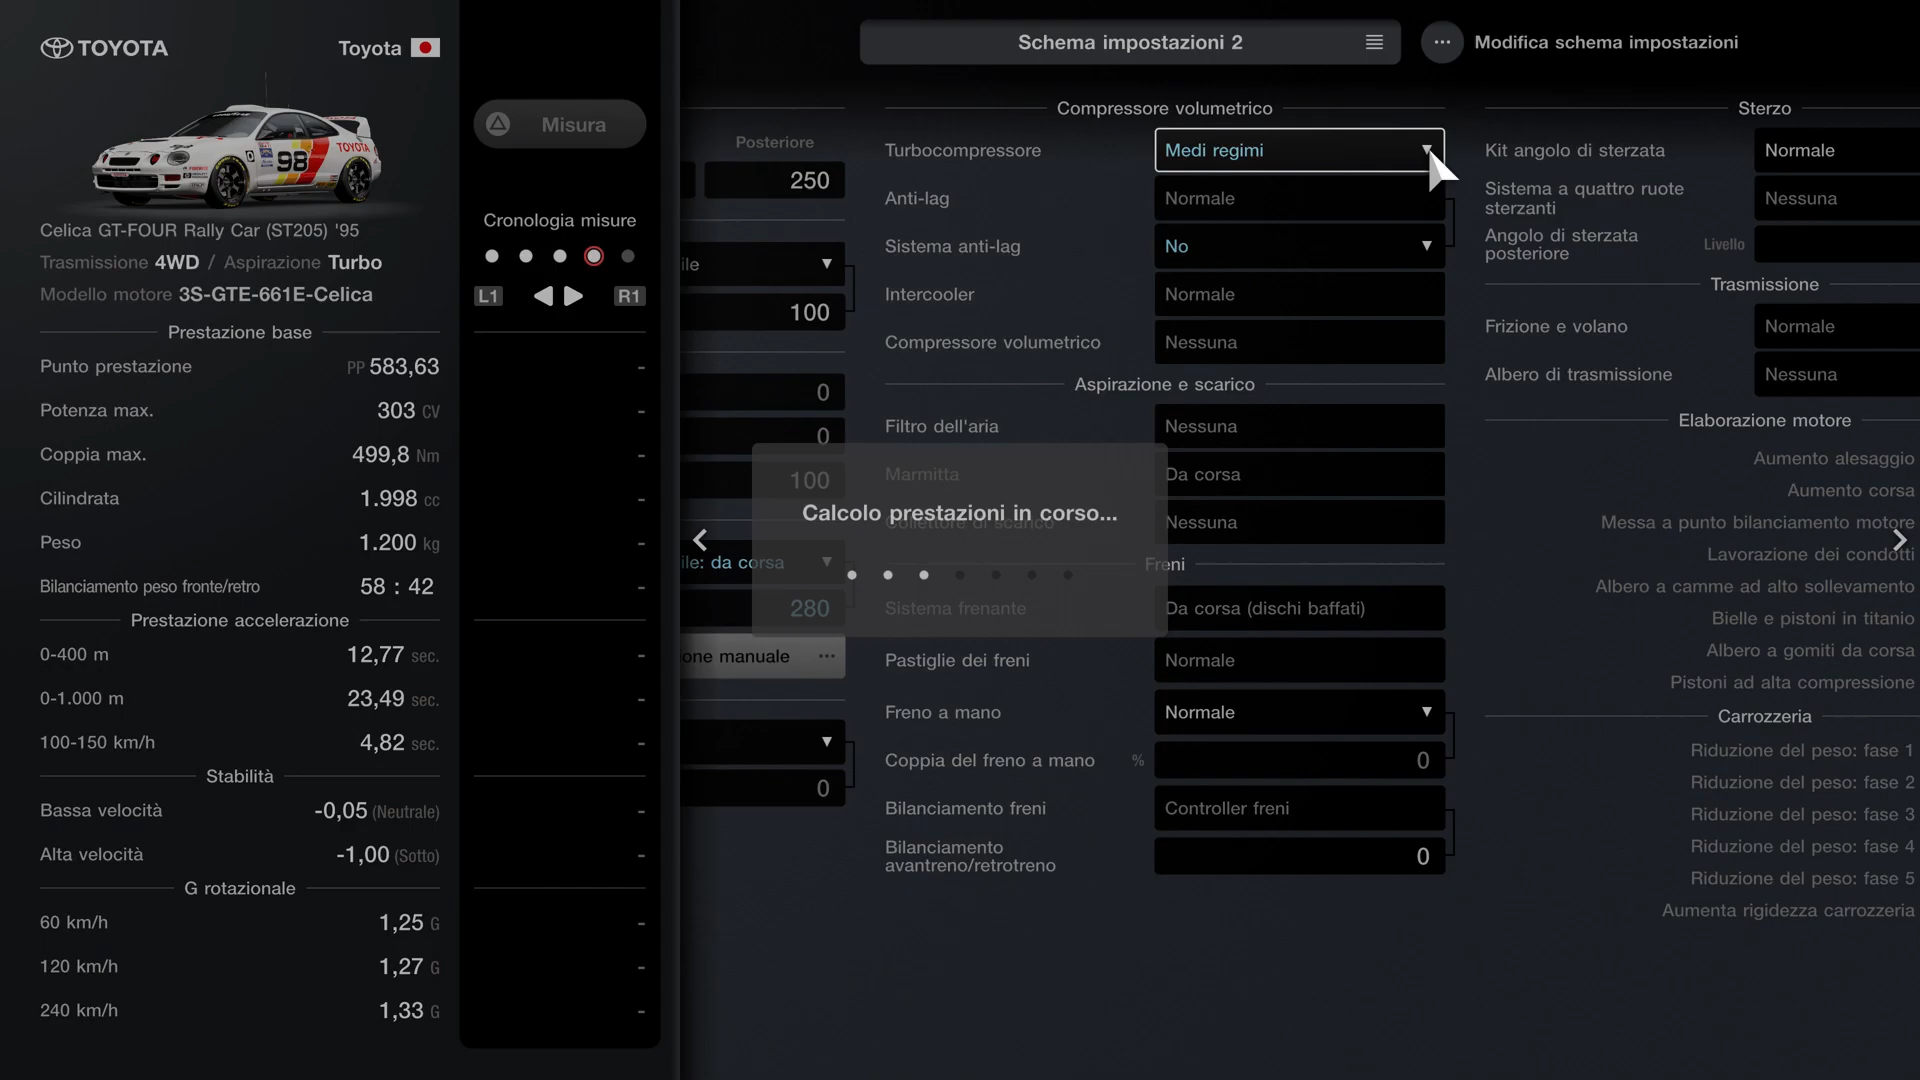 TOYOTA
Toyota
Celica GT-FOUR Rally Car (ST205) '95
Trasmissione 4WD / Aspirazione Turbo
Modello motore 3S-GTE-661E-Celica
Prestazione base
Punto prestazione PP 583,63
Potenza max. 303 CV
Coppia max. 499,8 Nm
Cilindrata 1.998 cc
Peso 1.200 kg
Bilanciamento peso fronte/retro 58 : 42
Prestazione accelerazione
0-400 m 12,77 sec.
0-1.000 m 23,49 sec.
100-150 km/h 4,82 sec.
Stabilità
Bassa velocità -0,05 (Neutrale)
Alta velocità -1,00 (Sotto)
G rotazionale
60 km/h 1,25 G
120 km/h 1,27 G
240 km/h 1,33 G
Misura
Cronologia misure
L1 R1
-
-
-
-
-
-
-
-
-
-
-
-
-
-
Schema impostazioni 2
Modifica schema impostazioni
Posteriore
250
ile
100
0
0
100
ile: da corsa
280
one manuale
0
Compressore volumetrico
Turbocompressore Medi regimi
Anti-lag Normale
Sistema anti-lag No
Intercooler Normale
Compressore volumetrico Nessuna
Aspirazione e scarico
Filtro dell'aria Nessuna
Marmitta Da corsa
Collettore di scarico Nessuna
Calcolo prestazioni in corso...
Freni
Sistema frenante Da corsa (dischi baffati)
Pastiglie dei freni Normale
Freno a mano Normale
Coppia del freno a mano % 0
Bilanciamento freni Controller freni
Bilanciamento
avantreno/retrotreno 0
Sterzo
Kit angolo di sterzata Normale
Sistema a quattro ruote
sterzanti Nessuna
Angolo di sterzata
posteriore Livello
Trasmissione
Frizione e volano Normale
Albero di trasmissione Nessuna
Elaborazione motore
Aumento alesaggio
Aumento corsa
Messa a punto bilanciamento motore
Lavorazione dei condotti
Albero a camme ad alto sollevamento
Bielle e pistoni in titanio
Albero a gomiti da corsa
Pistoni ad alta compressione
Carrozzeria
Riduzione del peso: fase 1
Riduzione del peso: fase 2
Riduzione del peso: fase 3
Riduzione del peso: fase 4
Riduzione del peso: fase 5
Aumenta rigidezza carrozzeria
98
TOYOTA